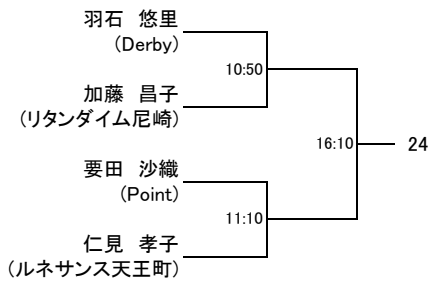 羽石　悠里
(Derby)
10:50
加藤　昌子
(リタンダイム尼崎)
16:10
24
要田　沙織
(Point)
11:10
仁見　孝子
(ルネサンス天王町)